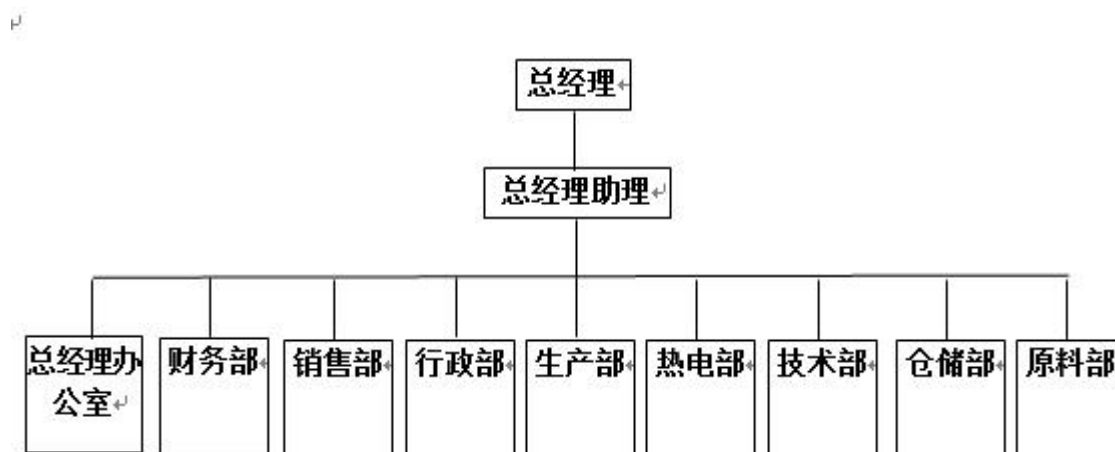 总经理
总经理助理
总经理办
公室
财务部
销售部
行政部
生产部
热电部
技术部
仓储部
原料部